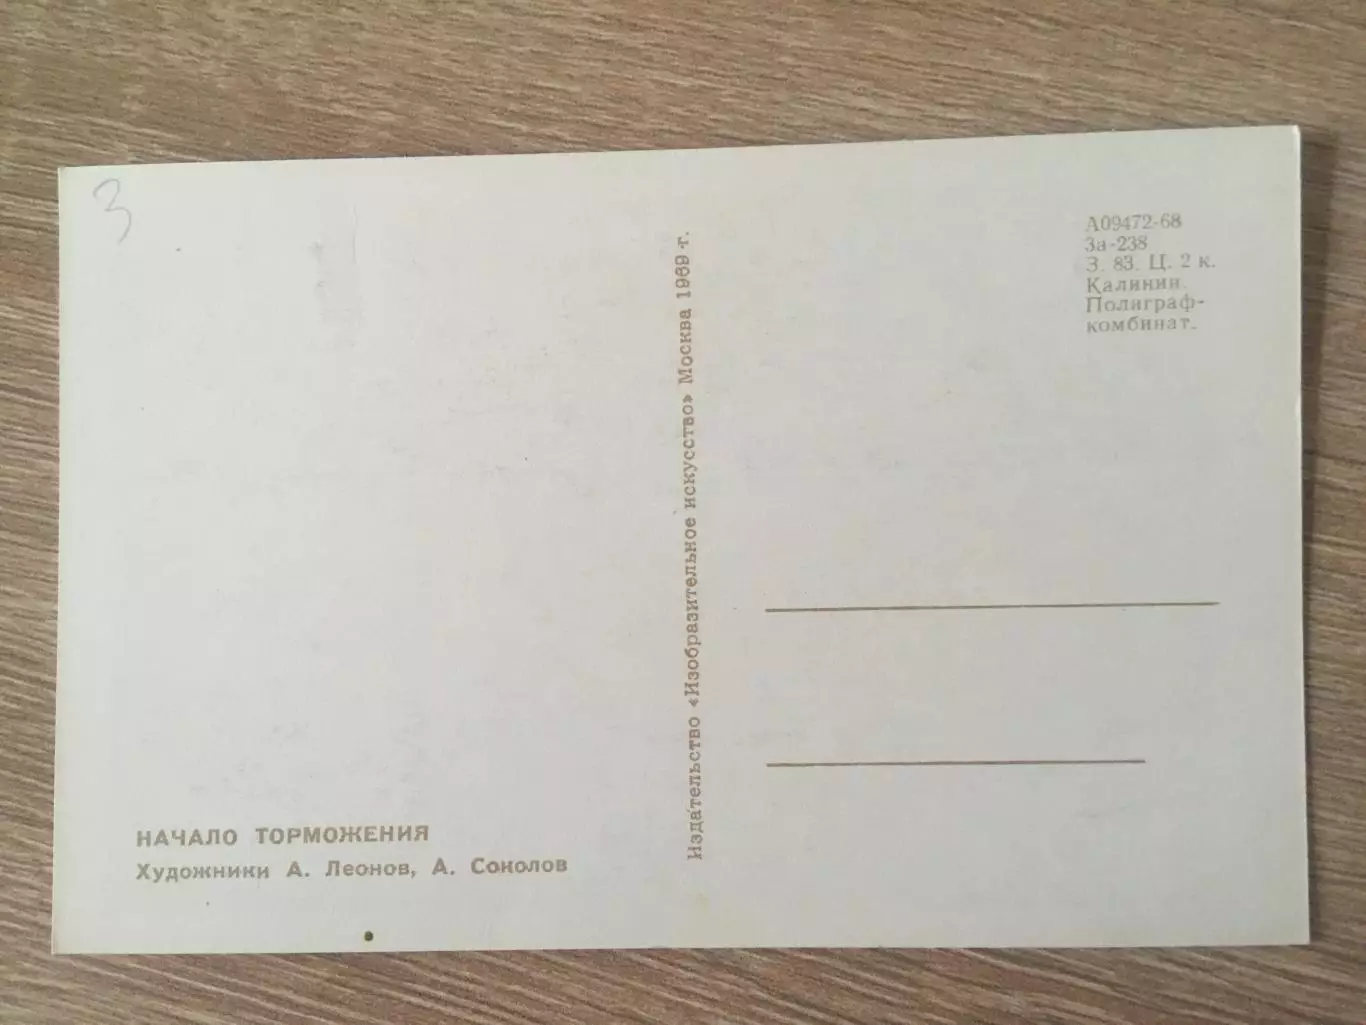 3
А09472-68
За-238
З. 83. Ц. 2 к.
Калинин.
Полиграф-
комбинат.
Издательство «Изобразительное искусство» Москва 1969 г.
НАЧАЛО ТОРМОЖЕНИЯ
Художники А. Леонов, А. Соколов